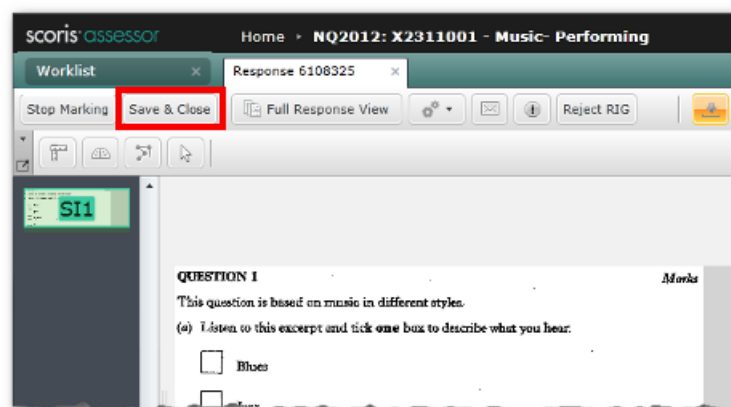 scoris assessor Home NQ2012: X2311001 - Music- Performing
Worklist × Response 6108325 ×
Stop Marking Save & Close Full Response View Reject RIG
SI1
QUESTION 1 Marks
This question is based on music in different styles.
(a) Listen to this excerpt and tick one box to describe what you hear.
Blues